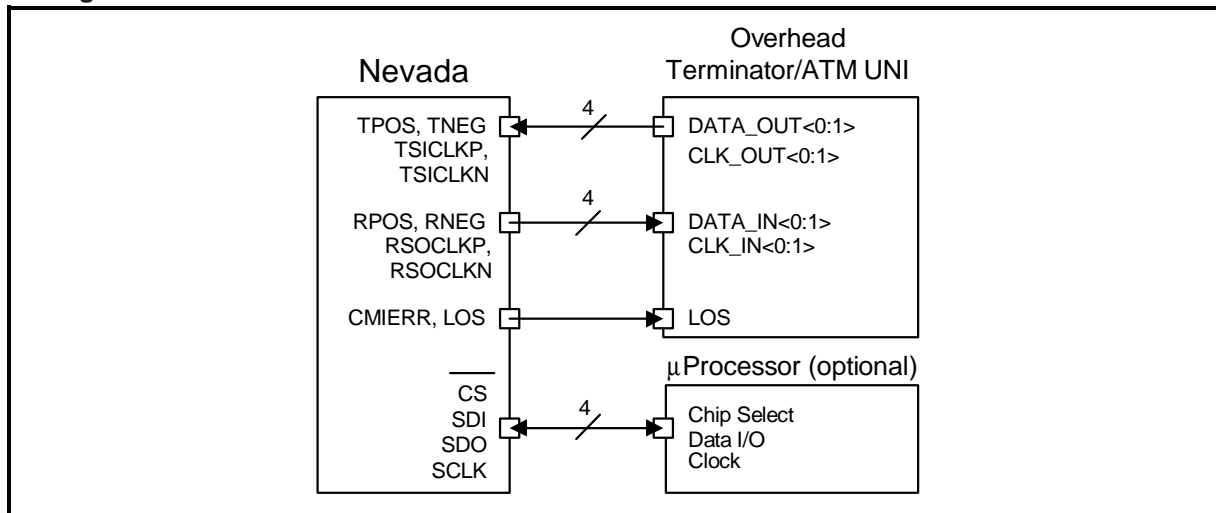 Nevada
Overhead
Terminator/ATM UNI
TPOS, TNEG
TSICLKP,
TSICLKN
4
DATA_OUT<0:1>
CLK_OUT<0:1>
RPOS, RNEG
RSOCLKP,
RSOCLKN
4
DATA_IN<0:1>
CLK_IN<0:1>
CMIERR, LOS
LOS
μProcessor (optional)
CS
SDI
SDO
SCLK
4
Chip Select
Data I/O
Clock